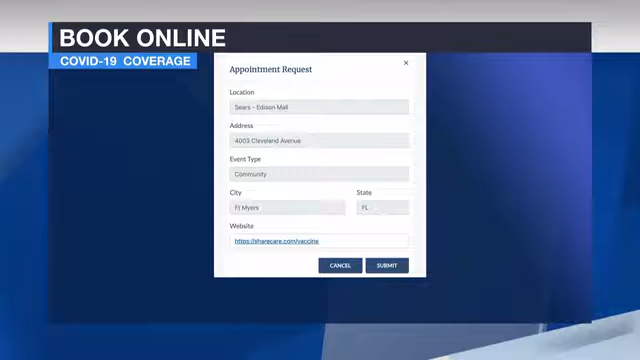 BOOK ONLINE
COVID-19 COVERAGE
Appointment Request
×
Location
Sears - Edison Mall
Address
4003 Cleveland Avenue
Event Type
Community
City
State
Ft Myers
FL
Website
https://sharecare.com/vaccine
CANCEL
SUBMIT